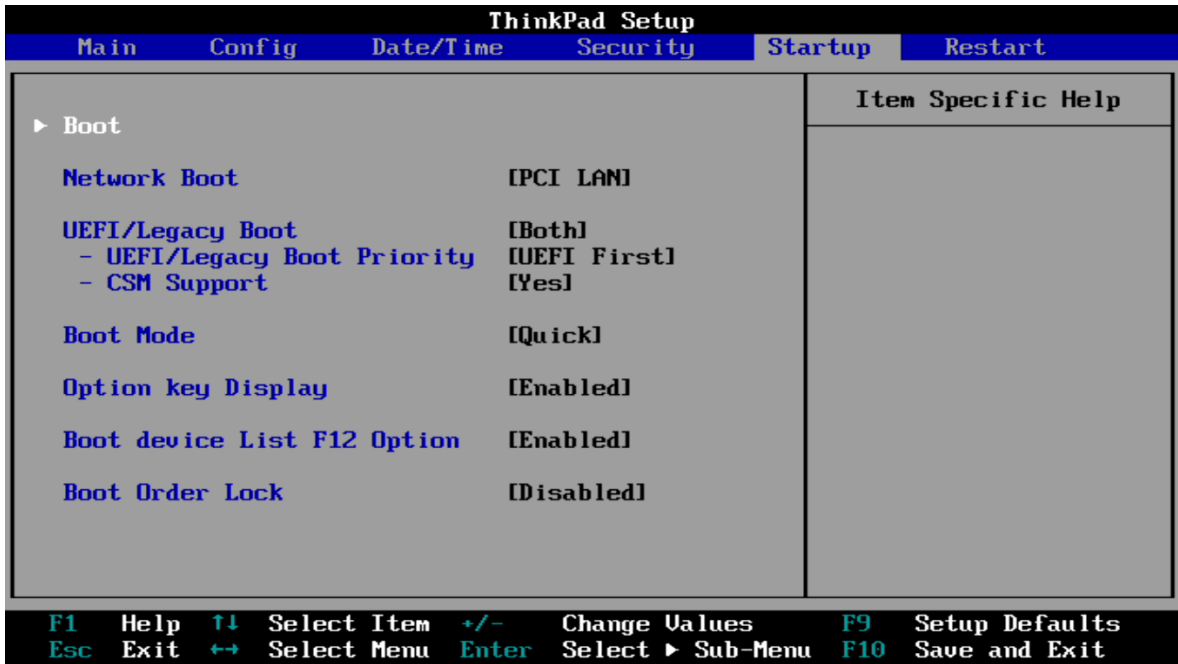 ThinkPad Setup
Main Config Date/Time Security Startup Restart
Item Specific Help
▶ Boot
Network Boot [PCI LAN]
UEFI/Legacy Boot [Both]
- UEFI/Legacy Boot Priority [UEFI First]
- CSM Support [Yes]
Boot Mode [Quick]
Option key Display [Enabled]
Boot device List F12 Option [Enabled]
Boot Order Lock [Disabled]
F1 Help ↑↓ Select Item +/- Change Values F9 Setup Defaults
Esc Exit ←→ Select Menu Enter Select ▶ Sub-Menu F10 Save and Exit